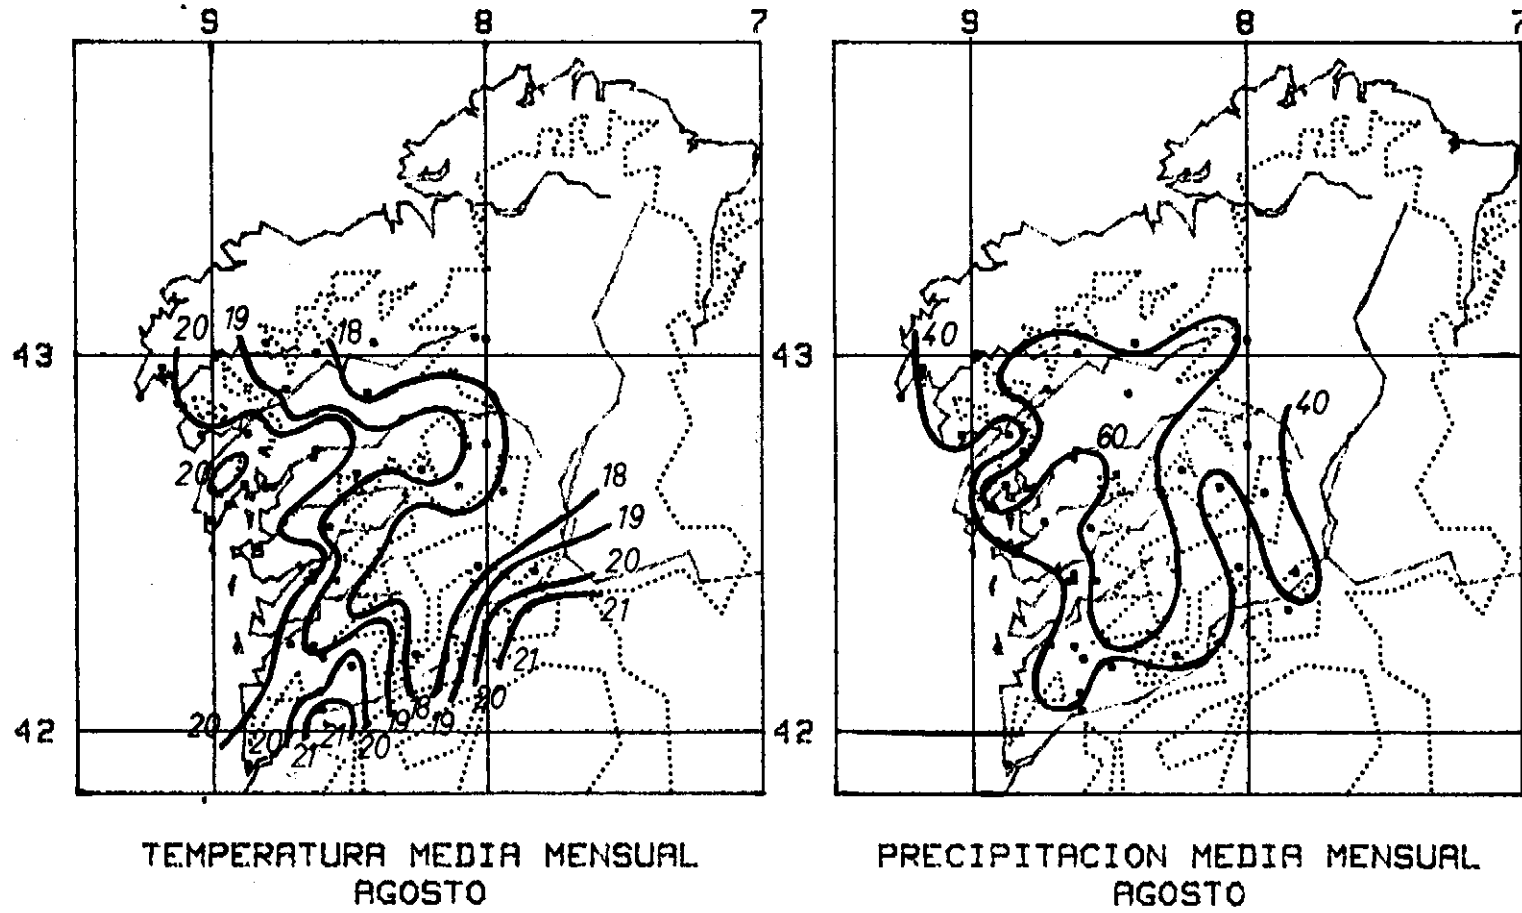 9 8 7
20 19 18
43
20
18
19
20
21
21
20
20 20 21 21 20 19 18 19
42
TEMPERATURA MEDIA MENSUAL
AGOSTO
9 8 7
40
43
40
60
42
PRECIPITACION MEDIA MENSUAL
AGOSTO